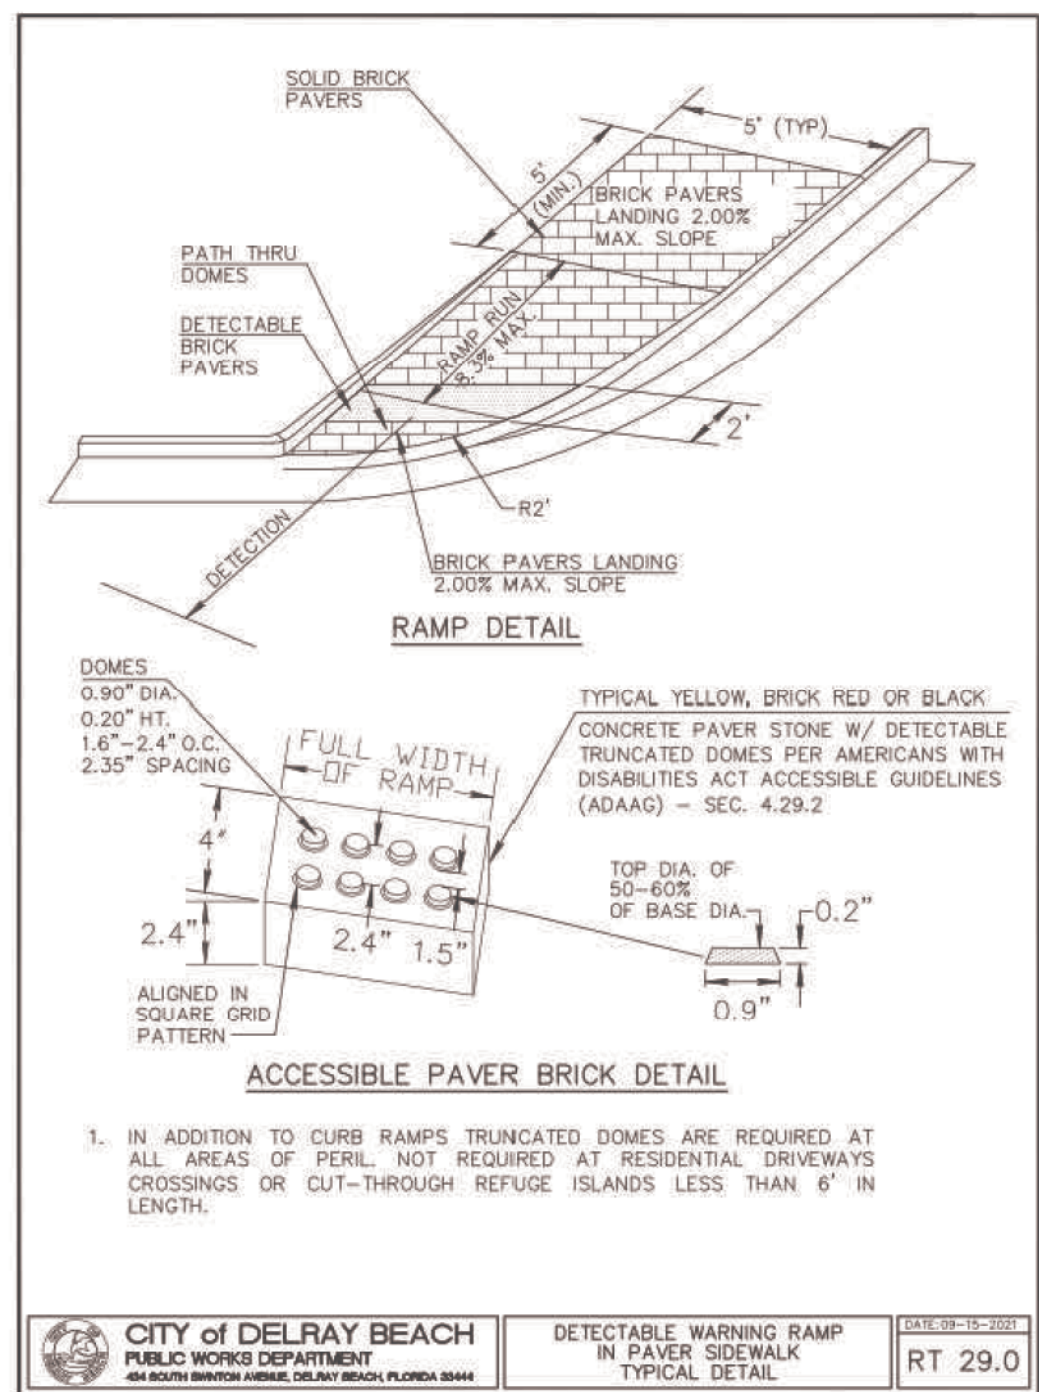 SOLID BRICK
PAVERS
5' (TYP)
5'
(MIN.)
BRICK PAVERS
LANDING 2.00%
MAX. SLOPE
PATH THRU
DOMES
DETECTABLE
BRICK
PAVERS
RAMP RUN
8.3% MAX.
2'
R2'
DETECTION
BRICK PAVERS LANDING
2.00% MAX. SLOPE
RAMP DETAIL
DOMES
0.90" DIA.
0.20" HT.
1.6"-2.4" O.C.
2.35" SPACING
FULL WIDTH
OF RAMP
TYPICAL YELLOW, BRICK RED OR BLACK
CONCRETE PAVER STONE W/ DETECTABLE
TRUNCATED DOMES PER AMERICANS WITH
DISABILITIES ACT ACCESSIBLE GUIDELINES
(ADAAG) - SEC. 4.29.2
4"
2.4"
2.4"
1.5"
TOP DIA. OF
50-60%
OF BASE DIA.
0.2"
0.9"
ALIGNED IN
SQUARE GRID
PATTERN
ACCESSIBLE PAVER BRICK DETAIL
1. IN ADDITION TO CURB RAMPS TRUNCATED DOMES ARE REQUIRED AT
ALL AREAS OF PERIL. NOT REQUIRED AT RESIDENTIAL DRIVEWAYS
CROSSINGS OR CUT-THROUGH REFUGE ISLANDS LESS THAN 6' IN
LENGTH.
CITY of DELRAY BEACH
PUBLIC WORKS DEPARTMENT
434 SOUTH SWINTON AVENUE, DELRAY BEACH, FLORIDA 33444
DETECTABLE WARNING RAMP
IN PAVER SIDEWALK
TYPICAL DETAIL
DATE:09-15-2021
RT 29.0